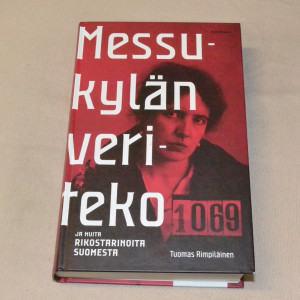 Messu-
kylän
veri-
teko
JA MUITA
RIKOSTARINOITA
SUOMESTA
1069
Tuomas Rimpiläinen